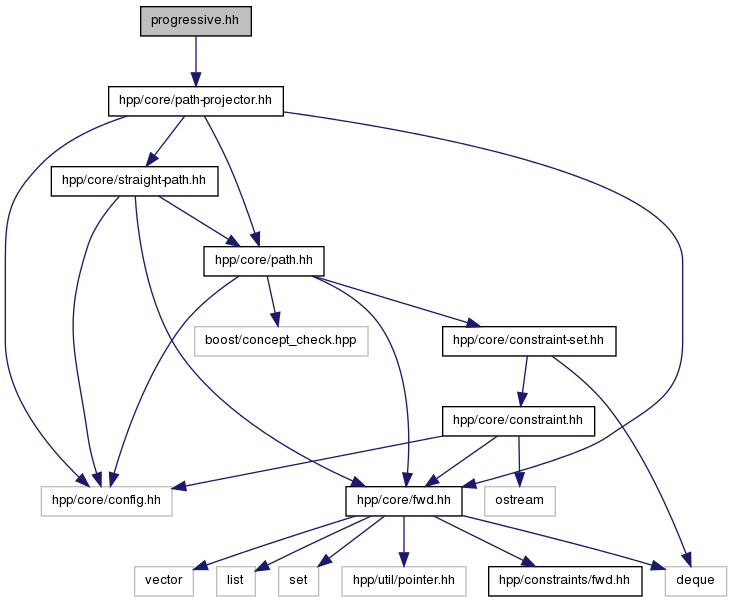 progressive.hh
hpp/core/path-projector.hh
hpp/core/straight-path.hh
hpp/core/path.hh
boost/concept_check.hpp
hpp/core/constraint-set.hh
hpp/core/constraint.hh
hpp/core/config.hh
hpp/core/fwd.hh
ostream
vector
list
set
hpp/util/pointer.hh
hpp/constraints/fwd.hh
deque